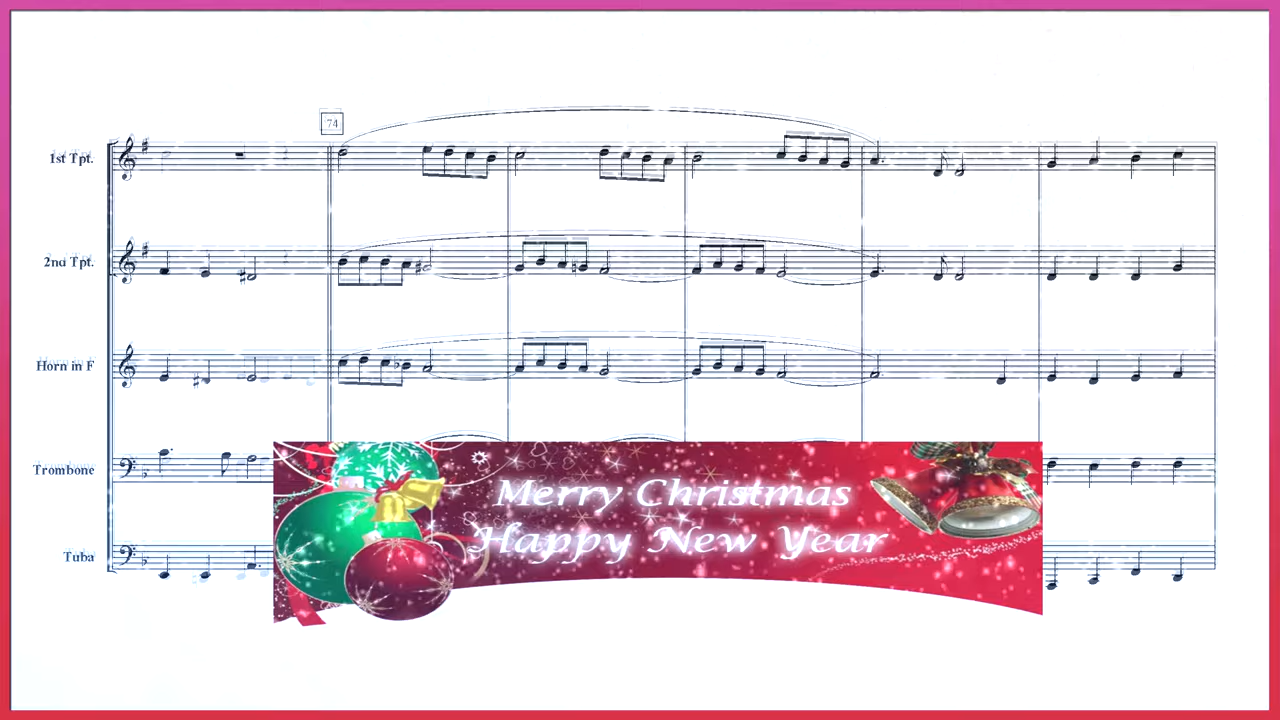 74
1st Tpt.
2nd Tpt.
Horn in F
Trombone
Tuba
Merry Christmas
Happy New Year